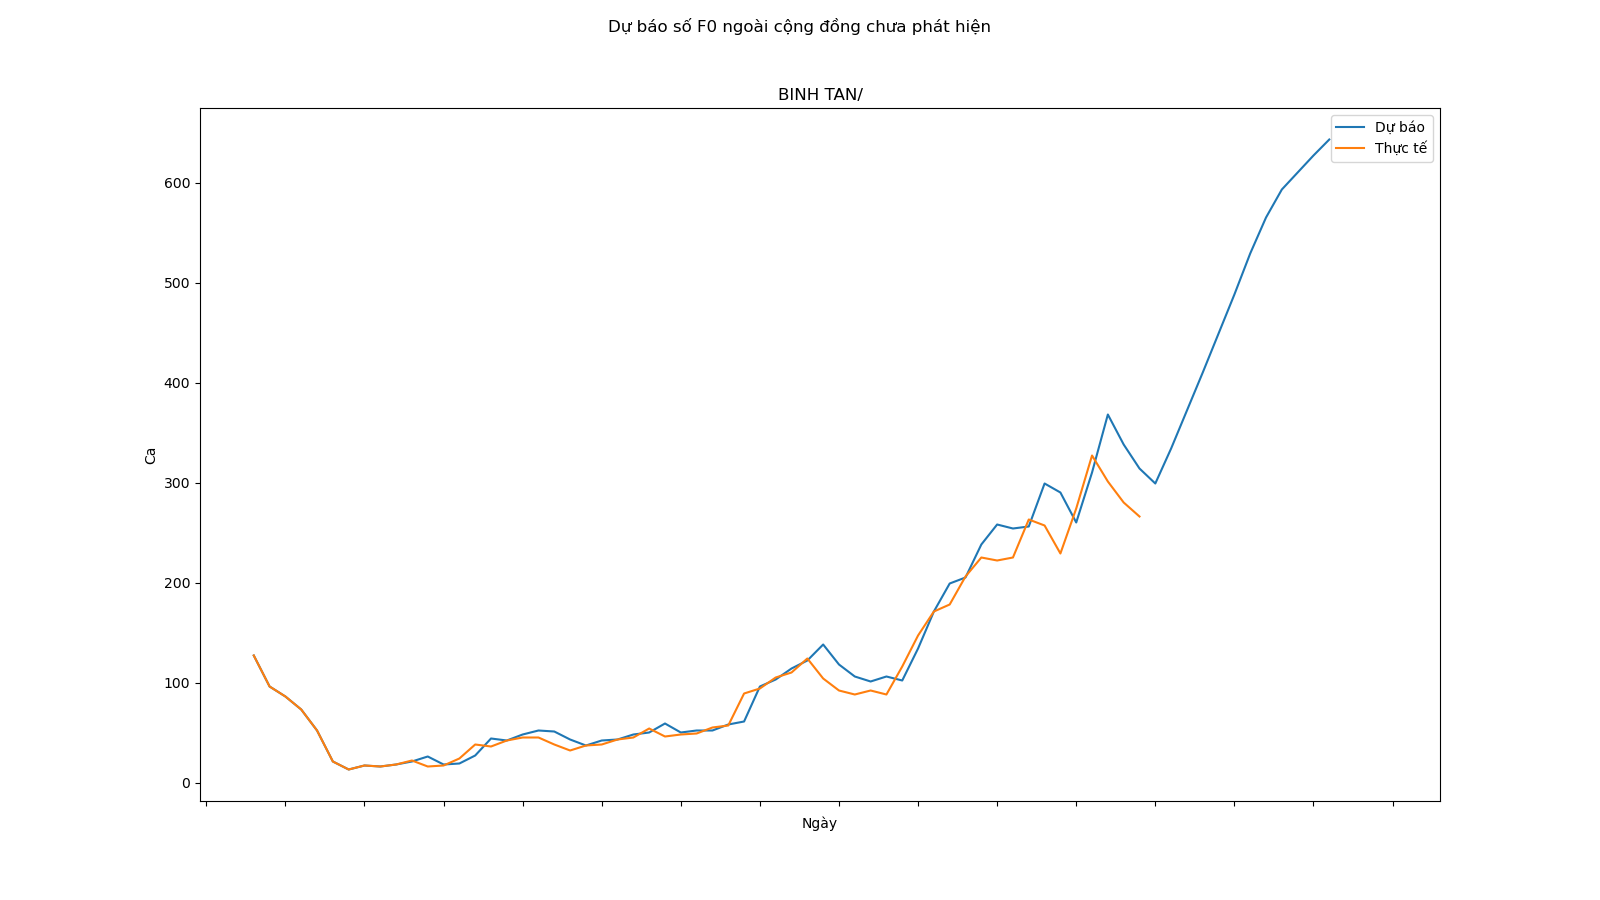 Dự báo số F0 ngoài cộng đồng chưa phát hiện
BINH TAN/
Dự báo
Thực tế
600
500
400
300
200
100
0
Ca
Ngày